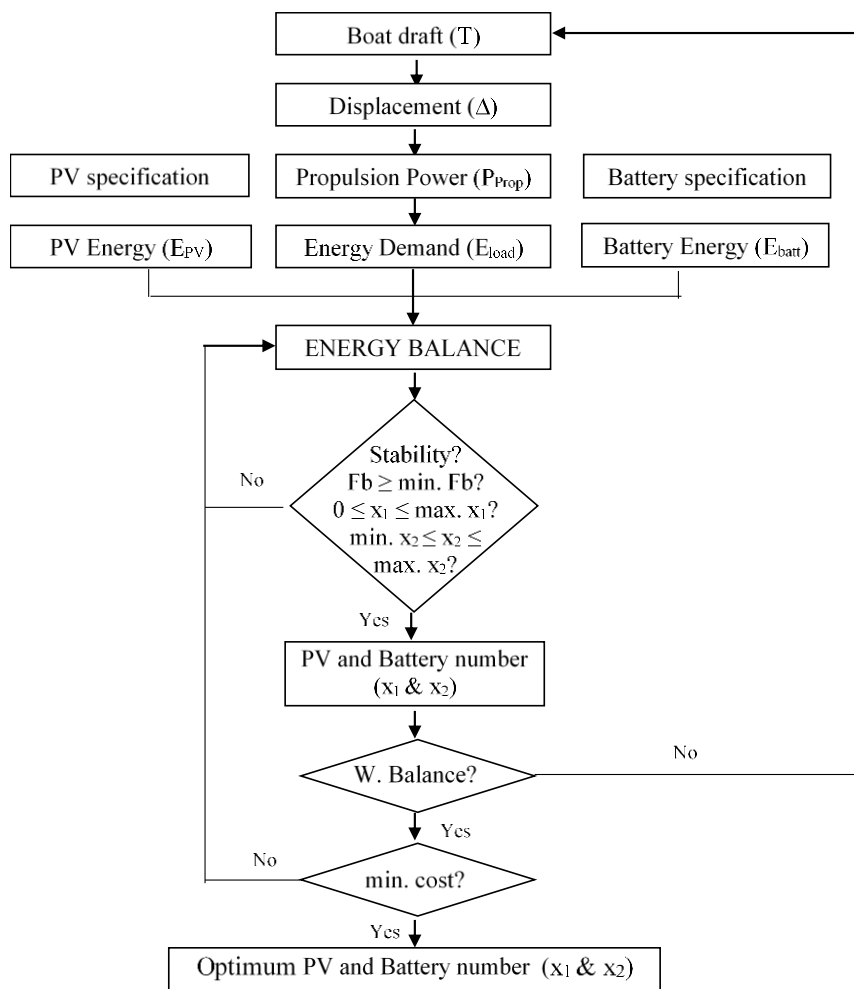 Boat draft (T)
Displacement (Δ)
PV specification
Propulsion Power (PProp)
Battery specification
PV Energy (EPV)
Energy Demand (Eload)
Battery Energy (Ebatt)
ENERGY BALANCE
Stability?
Fb ≥ min. Fb?
0 ≤ x1 ≤ max. x1?
min. x2 ≤ x2 ≤
max. x2?
No
Yes
PV and Battery number
(x1 & x2)
W. Balance?
No
Yes
No
min. cost?
Yes
Optimum PV and Battery number (x1 & x2)